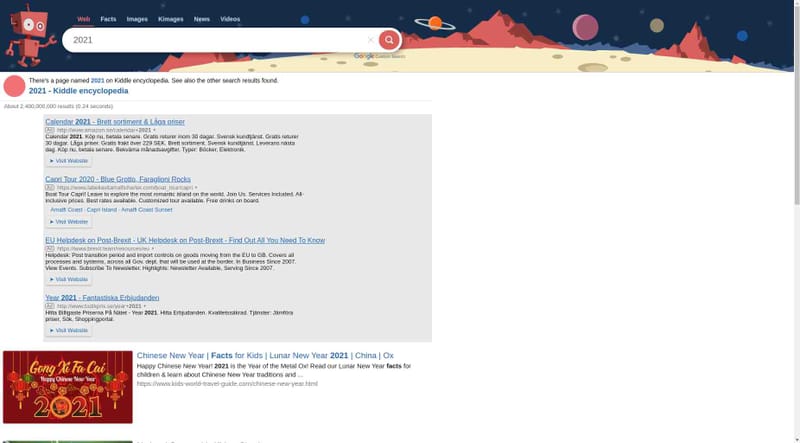 Web Facts Images Kimages News Videos
2021
Google Custom Search
There's a page named 2021 on Kiddle encyclopedia. See also the other search results found.
2021 - Kiddle encyclopedia
About 2,400,000,000 results (0.24 seconds)
Calendar 2021 - Brett sortiment & Låga priser
Ad http://www.amazon.se/calendar+2021
Calendar 2021. Köp nu, betala senare. Gratis returer inom 30 dagar. Svensk kundtjänst. Gratis returer
30 dagar. Låga priser. Gratis frakt över 229 SEK. Brett sortiment. Svensk kundtjänst. Leverans nästa
dag. Köp nu, betala senare. Bekväma månadsavgifter. Typer: Böcker, Elektronik.
➤ Visit Website
Capri Tour 2020 - Blue Grotto, Faraglioni Rocks
Ad
Boat Tour Capri! Leave to explore the most romantic island on the world, Join Us. Services Included. All-
Inclusive prices. Best rates available. Customized tour available. Free drinks on board.
Amalfi Coast · Capri Island · Amalfi Coast Sunset
➤ Visit Website
EU Helpdesk on Post-Brexit - UK Helpdesk on Post-Brexit - Find Out All You Need To Know
Ad https://www.brexit.team/resources/eu
Helpdesk: Post transition period and import controls on goods moving from the EU to GB. Covers all
processes and systems, across all Gov. dept. that will be used at the border. In Business Since 2007.
View Events. Subscribe To Newsletter. Highlights: Newsletter Available, Serving Since 2007.
➤ Visit Website
Year 2021 - Fantastiska Erbjudanden
Ad
Hitta Billigaste Priserna På Nätet - Year 2021. Hitta Erbjudanden. Kvalitetssäkrad. Tjänster: Jämföra
priser, Sök, Shoppingportal.
➤ Visit Website
Gong Xi Fa Cai
Happy Chinese New Year
2021
Chinese New Year | Facts for Kids | Lunar New Year 2021 | China | Ox
Happy Chinese New Year! 2021 is the Year of the Metal Ox! Read our Lunar New Year facts for
children & learn about Chinese New Year traditions and ...
https://www.kids-world-travel-guide.com/chinese-new-year.html